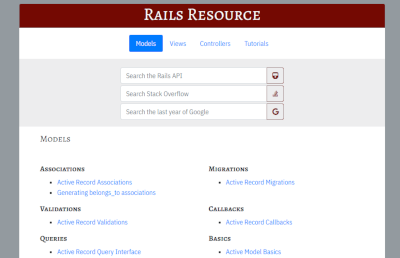 Rails Resource
Models Views Controllers Tutorials
Search the Rails API
Search Stack Overflow
Search the last year of Google
Models
Associations
Active Record Associations
Generating belongs_to associations
Migrations
Active Record Migrations
Validations
Active Record Validations
Callbacks
Active Record Callbacks
Queries
Active Record Query Interface
Basics
Active Model Basics